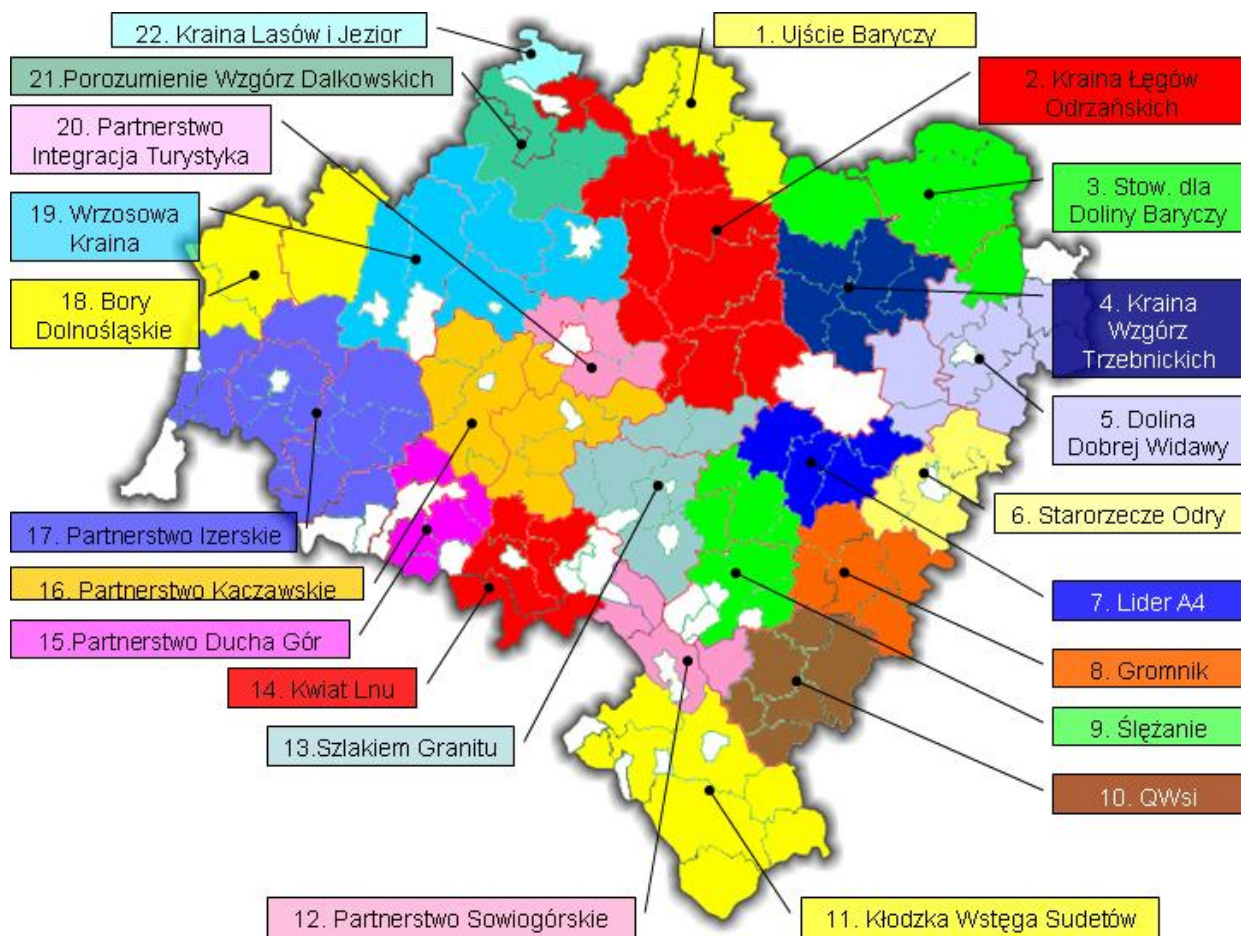 22. Kraina Lasów i Jezior
1. Ujście Baryczy
21.Porozumienie Wzgórz Dalkowskich
2. Kraina Łęgów
Odrzańskich
20. Partnerstwo
Integracja Turystyka
3. Stow. dla
Doliny Baryczy
19. Wrzosowa
Kraina
18. Bory
Dolnośląskie
4. Kraina
Wzgórz
Trzebnickich
5. Dolina
Dobrej Widawy
6. Starorzecze Odry
17. Partnerstwo Izerskie
16. Partnerstwo Kaczawskie
7. Lider A4
15.Partnerstwo Ducha Gór
8. Gromnik
14. Kwiat Lnu
9. Ślężanie
13.Szlakiem Granitu
10. QWsi
12. Partnerstwo Sowiogórskie
11. Kłodzka Wstęga Sudetów